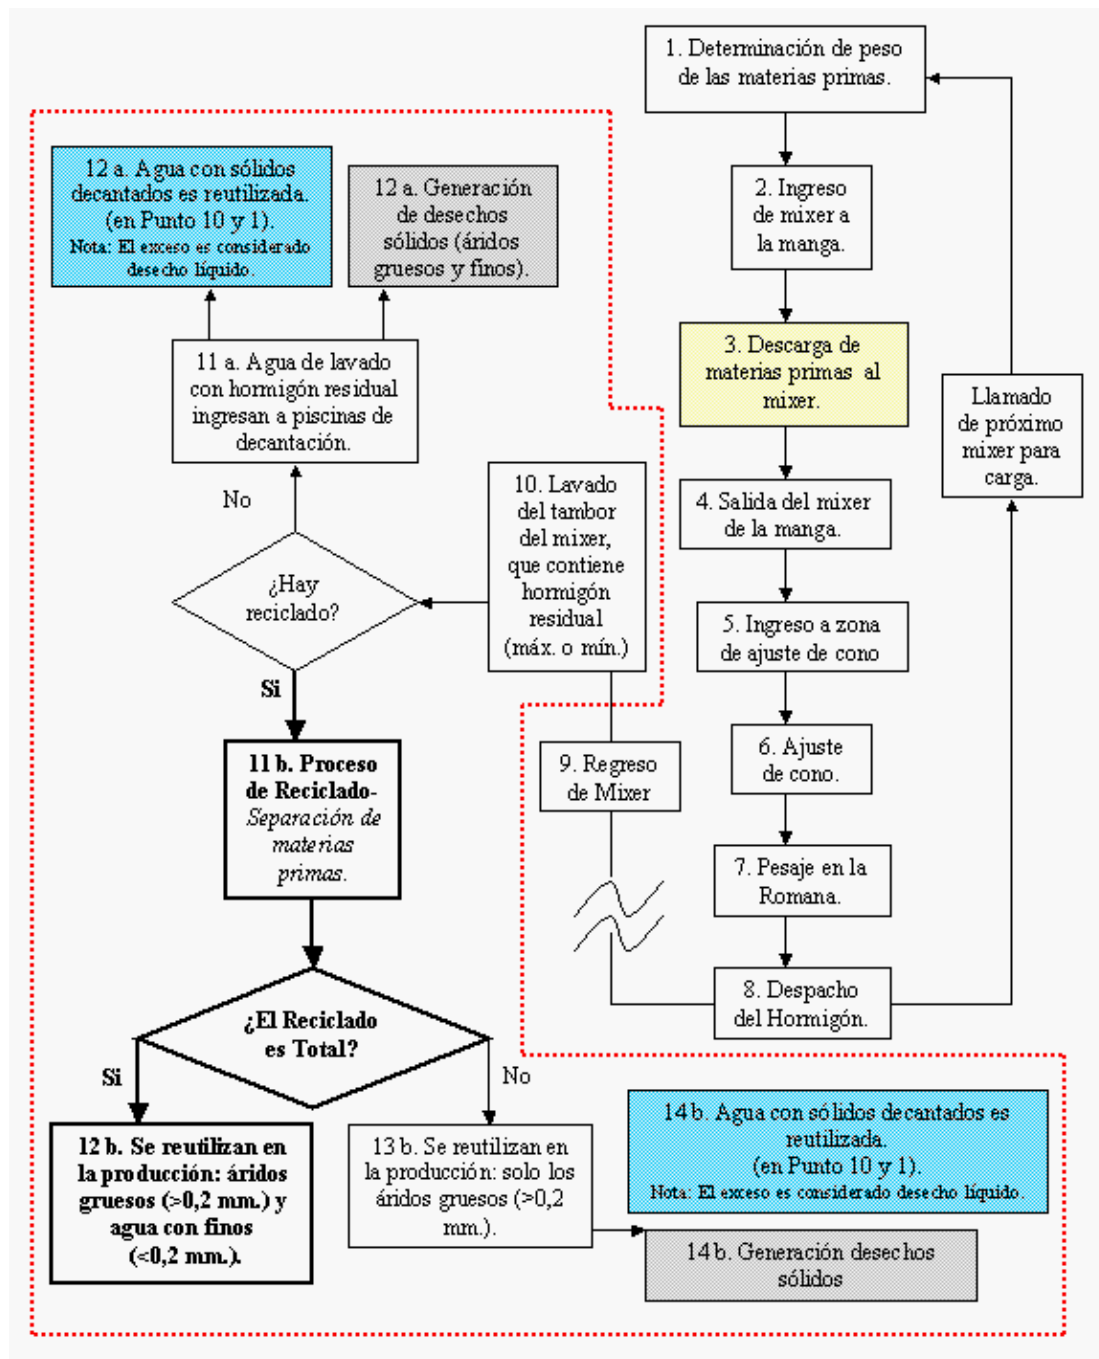 1. Determinación de peso
de las materias primas.
2. Ingreso
de mixer a
la manga.
3. Descarga de
materias primas al
mixer.
4. Salida del mixer
de la manga.
5. Ingreso a zona
de ajuste de cono
6. Ajuste
de cono.
7. Pesaje en la
Romana.
8. Despacho
del Hormigón.
Llamado
de próximo
mixer para
carga.
9. Regreso
de Mixer
10. Lavado
del tambor
del mixer,
que contiene
hormigón
residual
(máx. o mín.)
¿Hay
reciclado?
No
11 a. Agua de lavado
con hormigón residual
ingresan a piscinas de
decantación.
12 a. Agua con sólidos
decantados es reutilizada.
(en Punto 10 y 1).
Nota: El exceso es considerado
desecho líquido.
12 a. Generación
de desechos
sólidos (áridos
gruesos y finos).
Si
11 b. Proceso
de Reciclado-
Separación de
materias
primas.
¿El Reciclado
es Total?
Si
12 b. Se reutilizan en
la producción: áridos
gruesos (>0,2 mm.) y
agua con finos
(<0,2 mm.).
No
13 b. Se reutilizan en
la producción: solo los
áridos gruesos (>0,2
mm.).
14 b. Agua con sólidos decantados es
reutilizada.
(en Punto 10 y 1).
Nota: El exceso es considerado desecho líquido.
14 b. Generación desechos
sólidos